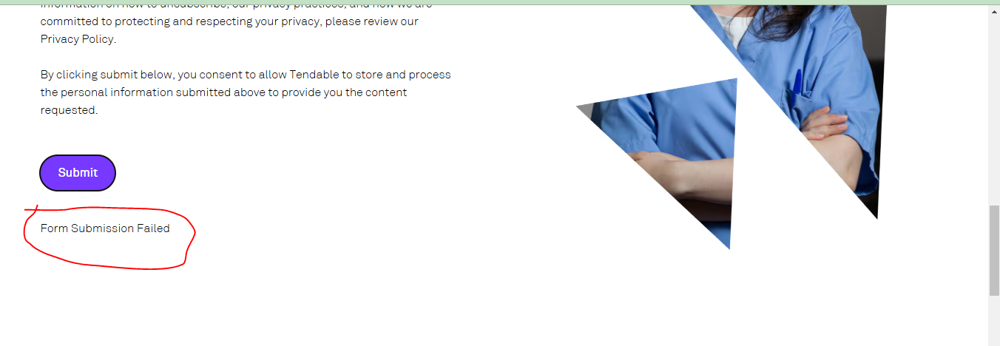 information on how to unsubscribe, our privacy practices, and how we are
committed to protecting and respecting your privacy, please review our
Privacy Policy.
By clicking submit below, you consent to allow Tendable to store and process
the personal information submitted above to provide you the content
requested.
Submit
Form Submission Failed